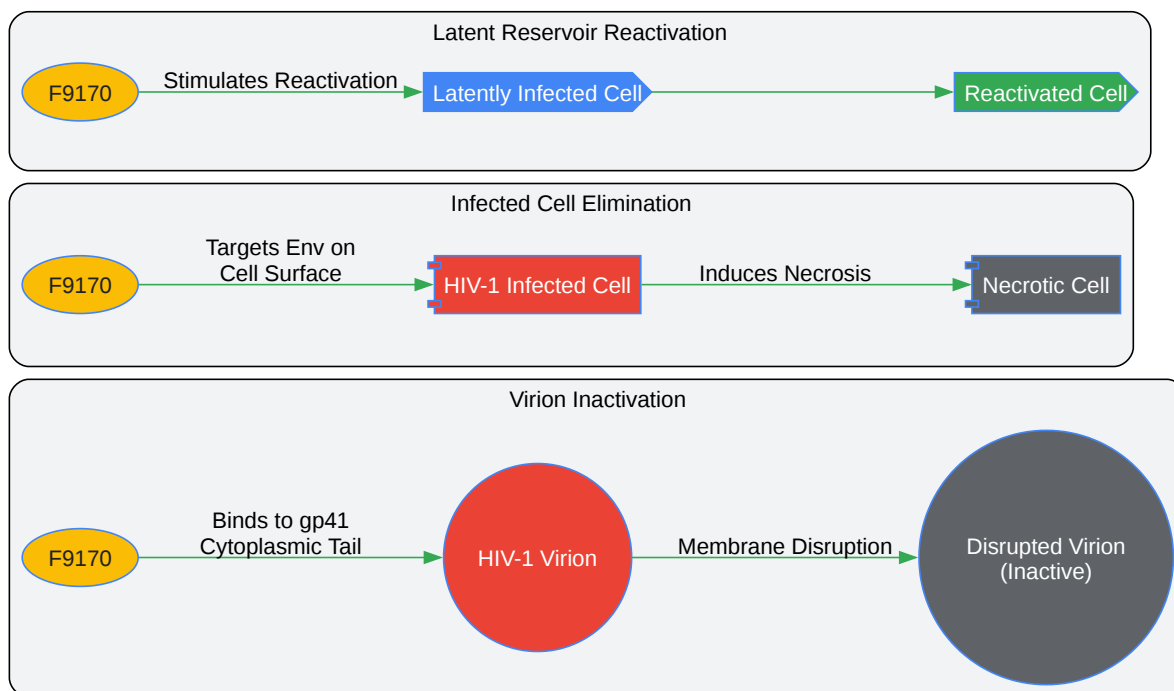 Latent Reservoir Reactivation
F9170
Stimulates Reactivation
Latently Infected Cell
Reactivated Cell
Infected Cell Elimination
F9170
Targets Env on
Cell Surface
HIV-1 Infected Cell
Induces Necrosis
Necrotic Cell
Virion Inactivation
F9170
Binds to gp41
Cytoplasmic Tail
HIV-1 Virion
Membrane Disruption
Disrupted Virion
(Inactive)